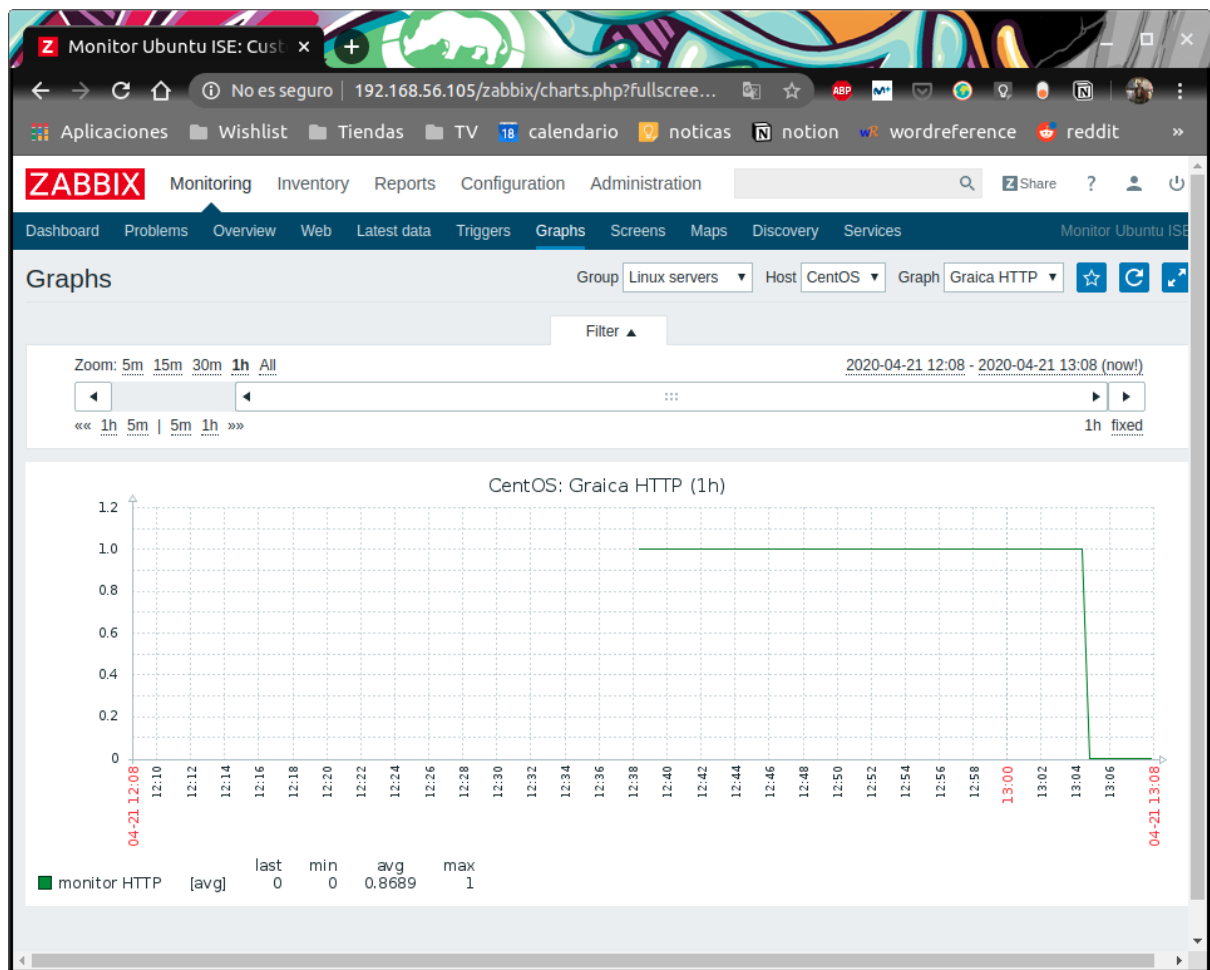 Z Monitor Ubuntu ISE: Cust
No es seguro | 192.168.56.105/zabbix/charts.php?fullscree...
ABP
Aplicaciones Wishlist Tiendas TV 18 calendario noticas notion wR wordreference reddit »
ZABBIX Monitoring Inventory Reports Configuration Administration Z Share ?
Dashboard Problems Overview Web Latest data Triggers Graphs Screens Maps Discovery Services Monitor Ubuntu ISE
Graphs Group Linux servers Host CentOS Graph Graica HTTP
Filter
Zoom: 5m 15m 30m 1h All 2020-04-21 12:08 - 2020-04-21 13:08 (now!)
«« 1h 5m | 5m 1h »» 1h fixed
CentOS: Graica HTTP (1h)
1.2
1.0
0.8
0.6
0.4
0.2
0
04-21 12:08 12:10 12:12 12:14 12:16 12:18 12:20 12:22 12:24 12:26 12:28 12:30 12:32 12:34 12:36 12:38 12:40 12:42 12:44 12:46 12:48 12:50 12:52 12:54 12:56 12:58 13:00 13:02 13:04 13:06 04-21 13:08
last min avg max
monitor HTTP [avg] 0 0 0.8689 1